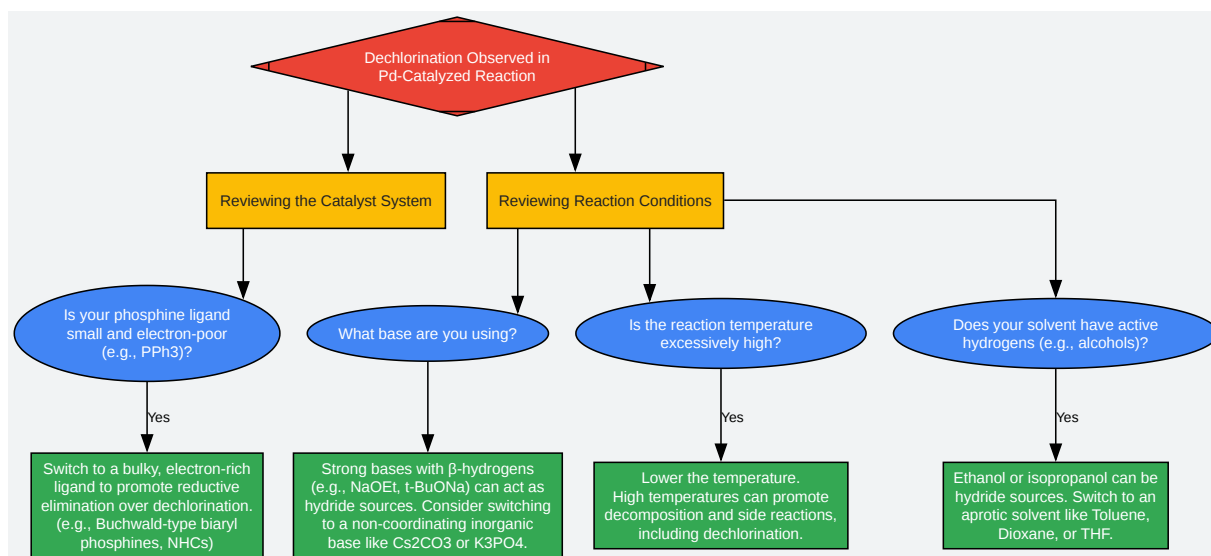 Dechlorination Observed in
Pd-Catalyzed Reaction
Reviewing the Catalyst System
Reviewing Reaction Conditions
Is your phosphine ligand
small and electron-poor
(e.g., PPh3)?
What base are you using?
Is the reaction temperature
excessively high?
Does your solvent have active
hydrogens (e.g., alcohols)?
Yes
Yes
Yes
Switch to a bulky, electron-rich
ligand to promote reductive
elimination over dechlorination.
(e.g., Buchwald-type biaryl
phosphines, NHCs)
Strong bases with β-hydrogens
(e.g., NaOEt, t-BuONa) can act as
hydride sources. Consider switching
to a non-coordinating inorganic
base like Cs2CO3 or K3PO4.
Lower the temperature.
High temperatures can promote
decomposition and side reactions,
including dechlorination.
Ethanol or isopropanol can be
hydride sources. Switch to an
aprotic solvent like Toluene,
Dioxane, or THF.